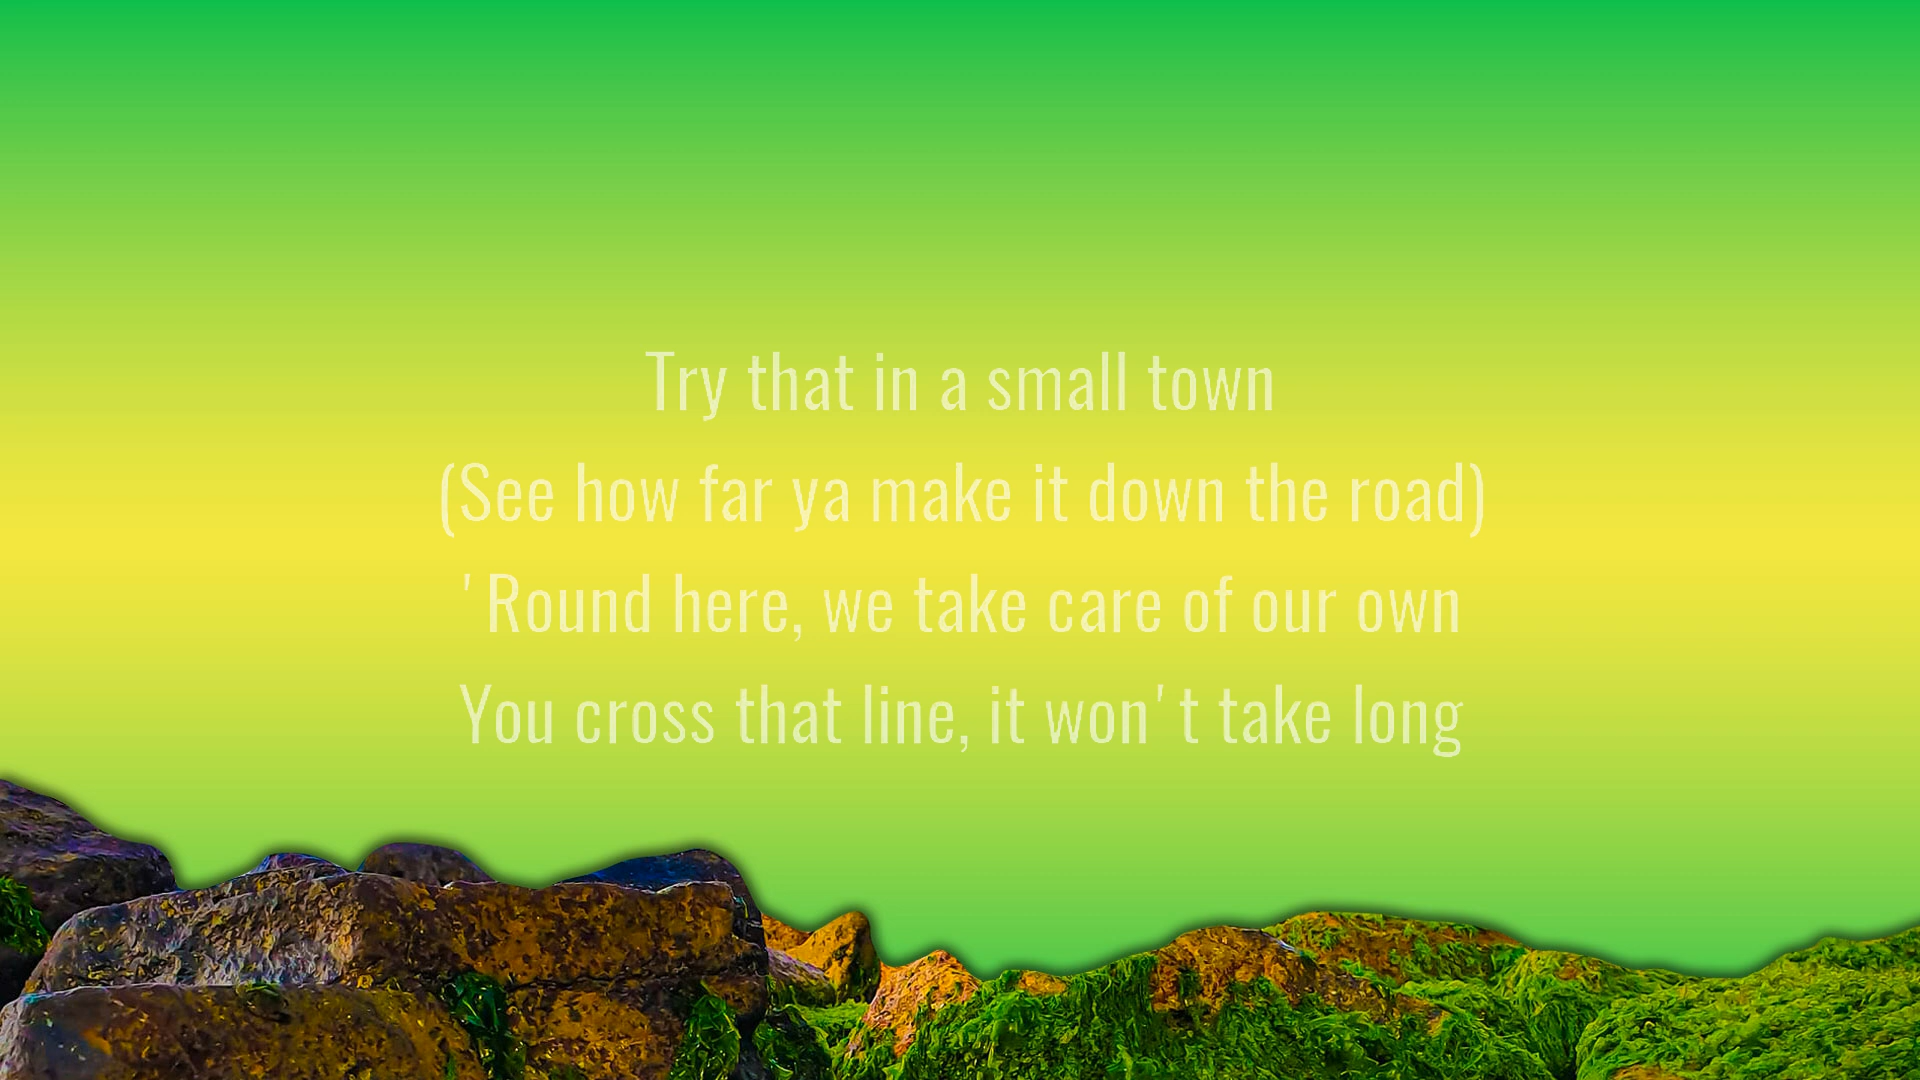 Try that in a small town
(See how far ya make it down the road)
'Round here, we take care of our own
You cross that line, it won't take long